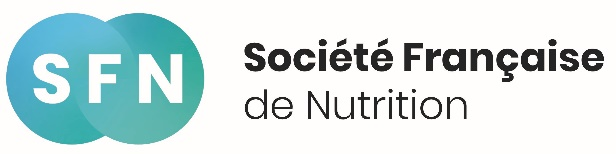 SFN
Société Française
de Nutrition